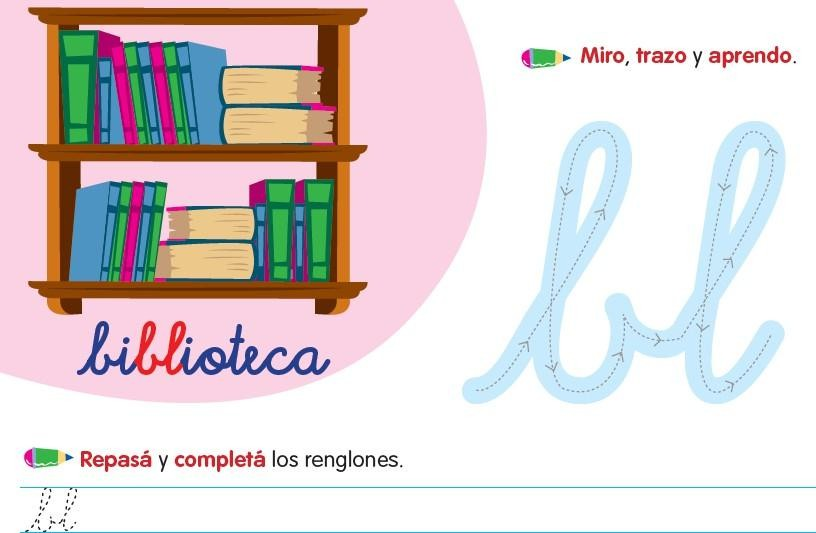 Miro, trazo y aprendo.
bl
biblioteca
Repasá y completá los renglones.
bl